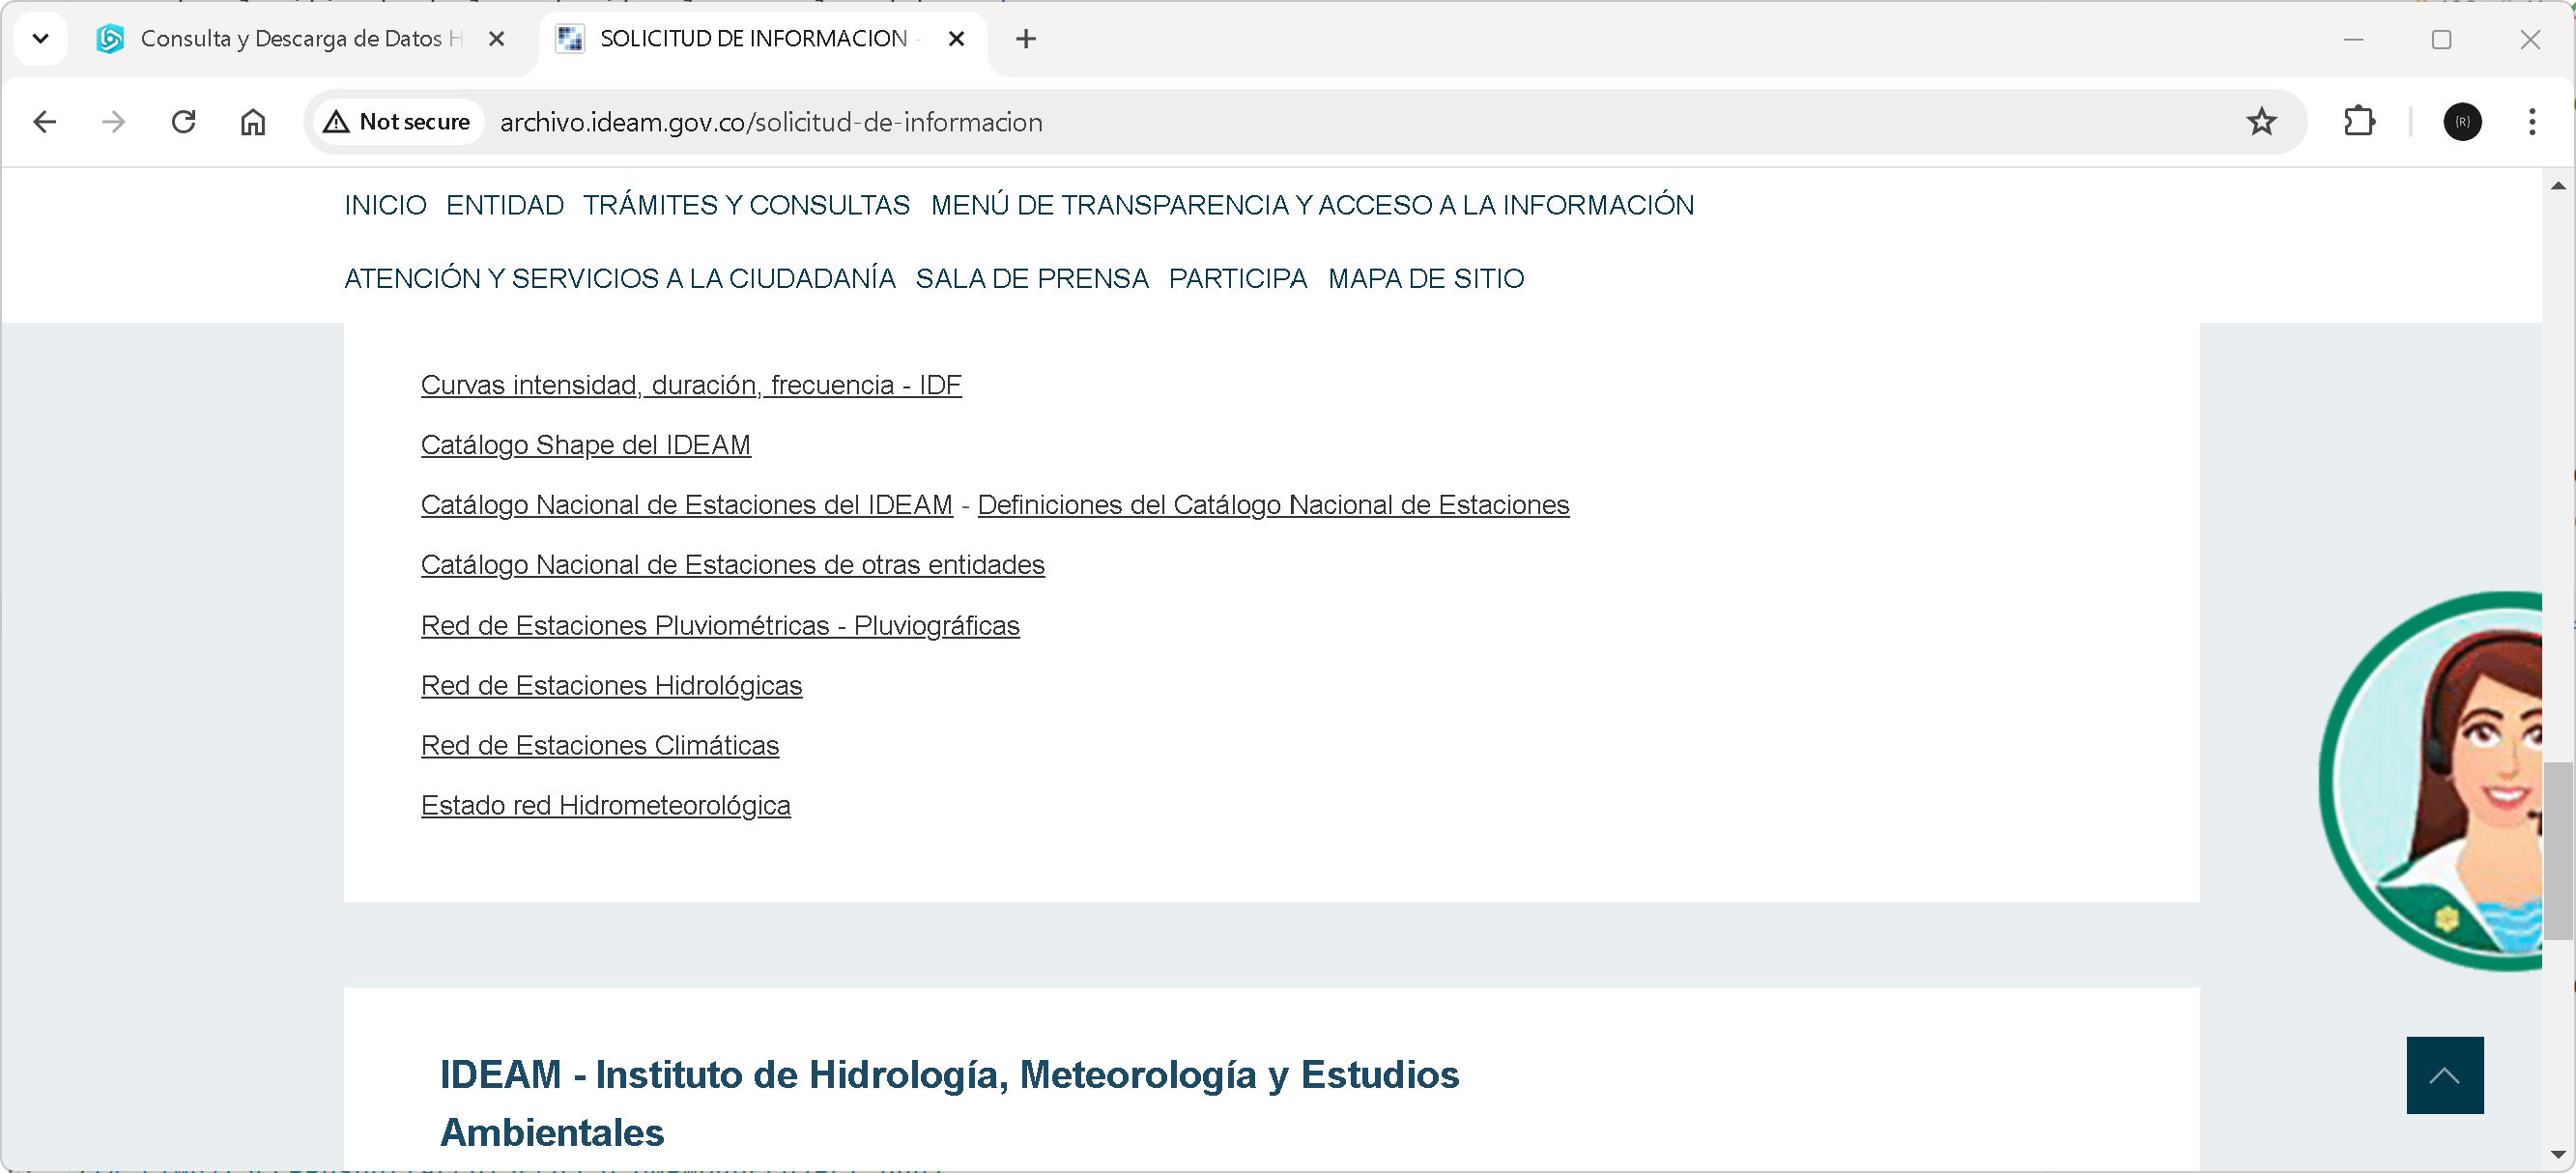 Consulta y Descarga de Datos H
SOLICITUD DE INFORMACION -
Not secure
archivo.ideam.gov.co/solicitud-de-informacion
{R}
INICIO ENTIDAD TRÁMITES Y CONSULTAS MENÚ DE TRANSPARENCIA Y ACCESO A LA INFORMACIÓN
ATENCIÓN Y SERVICIOS A LA CIUDADANÍA SALA DE PRENSA PARTICIPA MAPA DE SITIO
Curvas intensidad, duración, frecuencia - IDF
Catálogo Shape del IDEAM
Catálogo Nacional de Estaciones del IDEAM - Definiciones del Catálogo Nacional de Estaciones
Catálogo Nacional de Estaciones de otras entidades
Red de Estaciones Pluviométricas - Pluviográficas
Red de Estaciones Hidrológicas
Red de Estaciones Climáticas
Estado red Hidrometeorológica
IDEAM - Instituto de Hidrología, Meteorología y Estudios
Ambientales